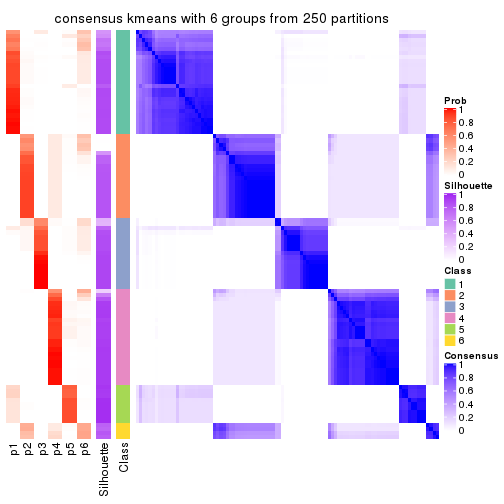 consensus kmeans with 6 groups from 250 partitions
Prob
1
0.8
0.6
0.4
0.2
0
Silhouette
1
0.8
0.6
0.4
0.2
0
Class
1
2
3
4
5
6
Consensus
1
0.8
0.6
0.4
0.2
0
p1
p2
p3
p4
p5
p6
Silhouette
Class